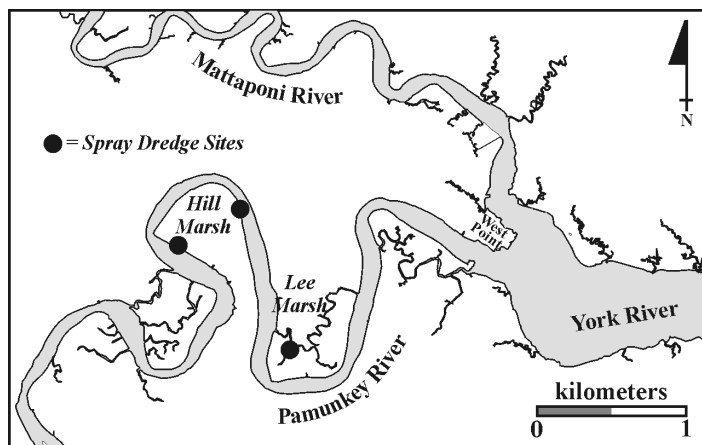 Mattaponi River
N
= Spray Dredge Sites
Hill
Marsh
West
Point
Lee
Marsh
York River
Pamunkey River
kilometers
0 1